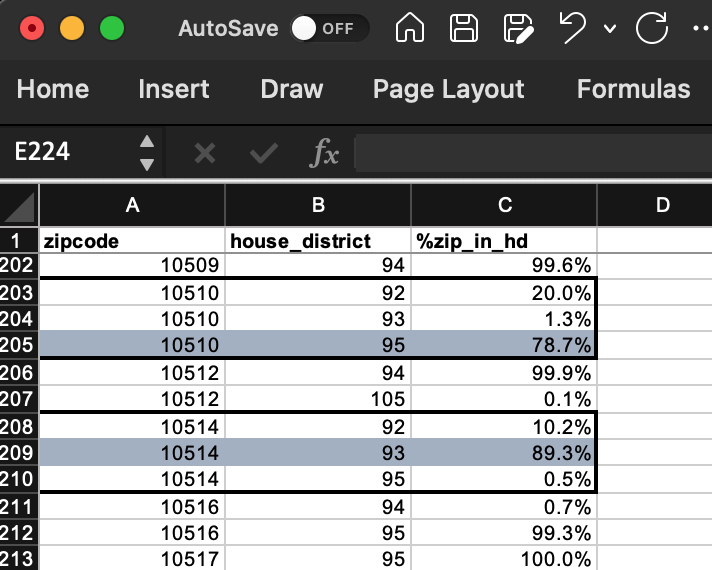 AutoSave OFF
Home Insert Draw Page Layout Formulas
E224 fx
A B C D
1 zipcode house_district %zip_in_hd
202 10509 94 99.6%
203 10510 92 20.0%
204 10510 93 1.3%
205 10510 95 78.7%
206 10512 94 99.9%
207 10512 105 0.1%
208 10514 92 10.2%
209 10514 93 89.3%
210 10514 95 0.5%
211 10516 94 0.7%
212 10516 95 99.3%
213 10517 95 100.0%